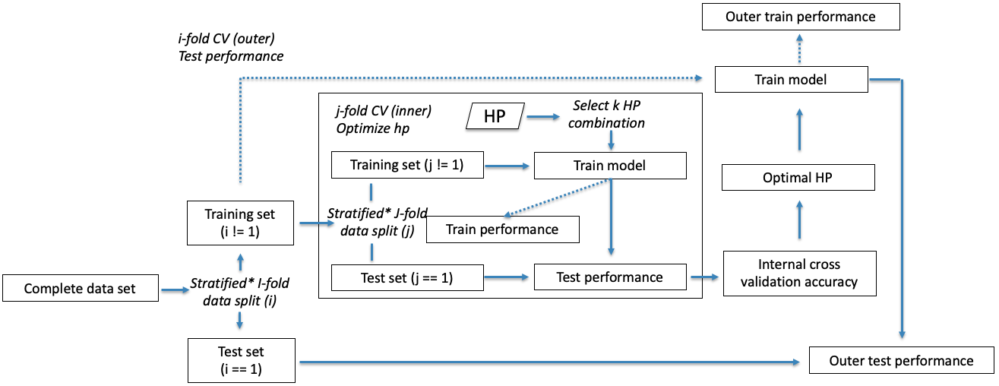 Outer train performance
i-fold CV (outer)
Test performance
Train model
j-fold CV (inner)
Optimize hp
HP
Select k HP
combination
Training set (j != 1)
Train model
Optimal HP
Training set
(i != 1)
Stratified* J-fold
data split (j)
Train performance
Complete data set
Stratified* I-fold
data split (i)
Test set (j == 1)
Test performance
Internal cross
validation accuracy
Test set
(i == 1)
Outer test performance